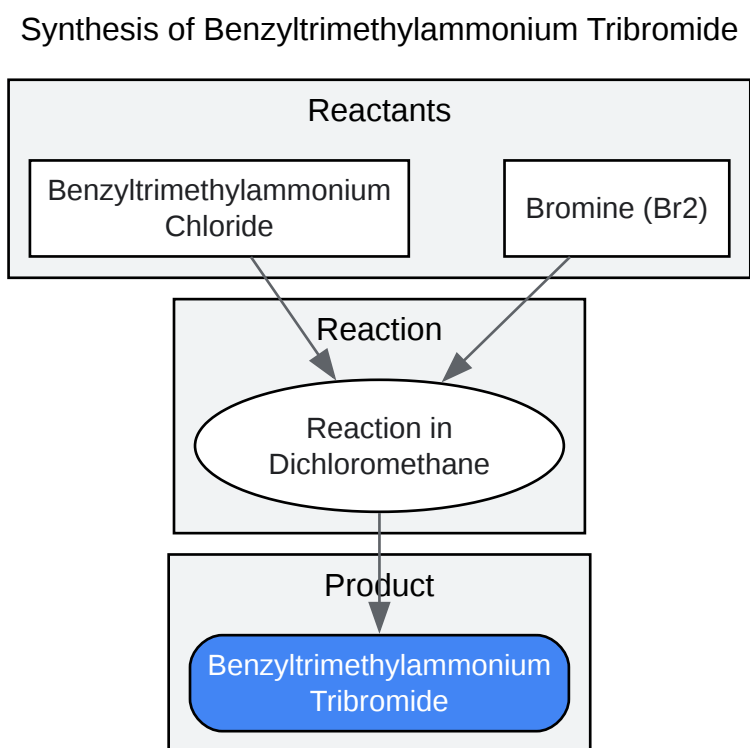 Synthesis of Benzyltrimethylammonium Tribromide
Reactants
Benzyltrimethylammonium
Chloride
Bromine (Br2)
Reaction
Reaction in
Dichloromethane
Product
Benzyltrimethylammonium
Tribromide